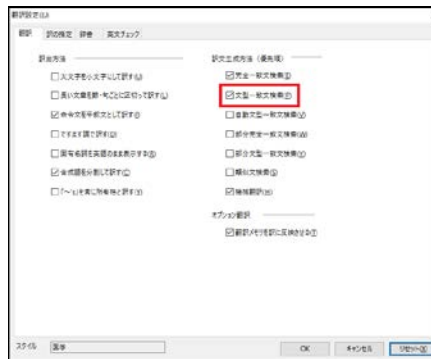 翻訳設定(U)
翻訳 訳の指定 辞書 英文チェック
訳出方法
訳文生成方法(優先順)
大文字を小文字にして訳す(L)
完全一致文検索(E)
長い文章を節・句ごとに区切って訳す(L)
文型一致文検索(P)
命令文を平叙文として訳す(I)
自動文型一致文検索(V)
ですます調で訳す(D)
部分完全一致文検索(W)
固有名詞を英語のまま表示する(B)
部分文型一致文検索(Y)
合成語を分割して訳す(C)
類似文検索(S)
「~'s」を常に所有格と訳す(Y)
機械翻訳(H)
オプション翻訳
翻訳メモリを訳に反映させる(T)
スタイル 医学
OK キャンセル リセット(X)